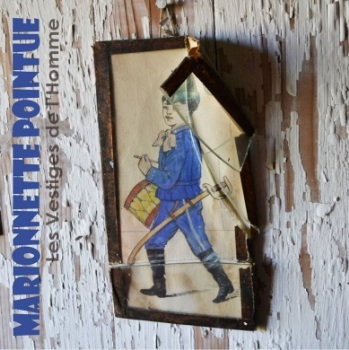 MARIONNETTE POINTUE
Les Vestiges de l'Homme